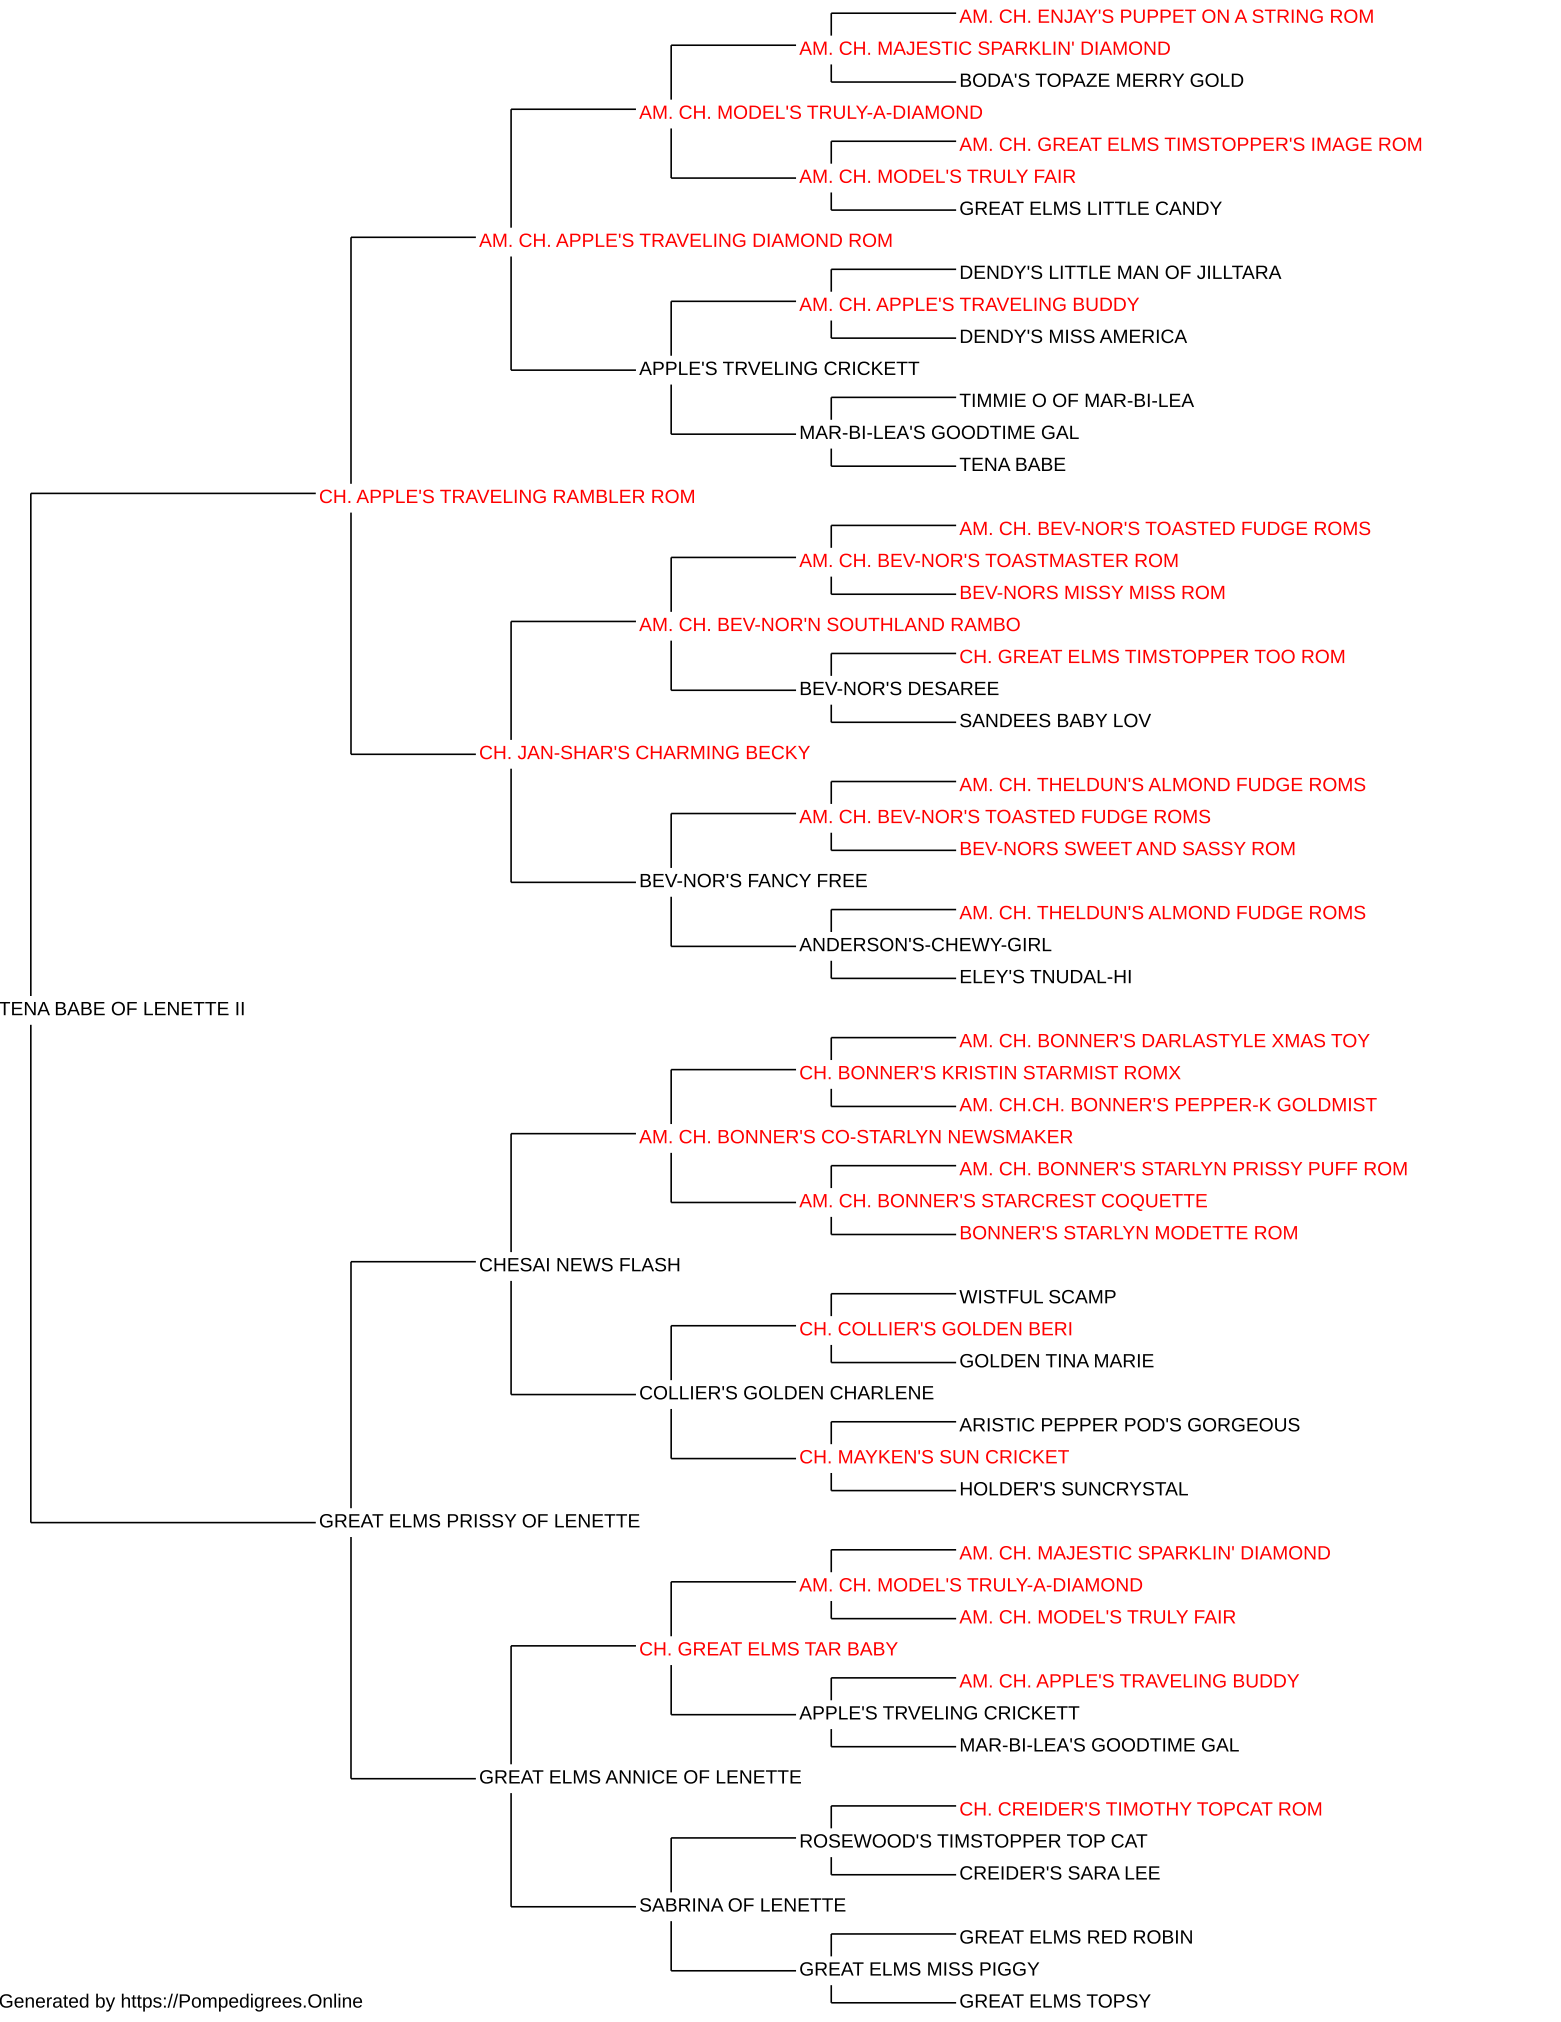 AM. CH. ENJAY'S PUPPET ON A STRING ROM
AM. CH. MAJESTIC SPARKLIN' DIAMOND
BODA'S TOPAZE MERRY GOLD
AM. CH. MODEL'S TRULY-A-DIAMOND
AM. CH. GREAT ELMS TIMSTOPPER'S IMAGE ROM
AM. CH. MODEL'S TRULY FAIR
GREAT ELMS LITTLE CANDY
AM. CH. APPLE'S TRAVELING DIAMOND ROM
DENDY'S LITTLE MAN OF JILLTARA
AM. CH. APPLE'S TRAVELING BUDDY
DENDY'S MISS AMERICA
APPLE'S TRVELING CRICKETT
TIMMIE O OF MAR-BI-LEA
MAR-BI-LEA'S GOODTIME GAL
TENA BABE
CH. APPLE'S TRAVELING RAMBLER ROM
AM. CH. BEV-NOR'S TOASTED FUDGE ROMS
AM. CH. BEV-NOR'S TOASTMASTER ROM
BEV-NORS MISSY MISS ROM
AM. CH. BEV-NOR'N SOUTHLAND RAMBO
CH. GREAT ELMS TIMSTOPPER TOO ROM
BEV-NOR'S DESAREE
SANDEES BABY LOV
CH. JAN-SHAR'S CHARMING BECKY
AM. CH. THELDUN'S ALMOND FUDGE ROMS
AM. CH. BEV-NOR'S TOASTED FUDGE ROMS
BEV-NORS SWEET AND SASSY ROM
BEV-NOR'S FANCY FREE
AM. CH. THELDUN'S ALMOND FUDGE ROMS
ANDERSON'S-CHEWY-GIRL
ELEY'S TNUDAL-HI
TENA BABE OF LENETTE II
AM. CH. BONNER'S DARLASTYLE XMAS TOY
CH. BONNER'S KRISTIN STARMIST ROMX
AM. CH.CH. BONNER'S PEPPER-K GOLDMIST
AM. CH. BONNER'S CO-STARLYN NEWSMAKER
AM. CH. BONNER'S STARLYN PRISSY PUFF ROM
AM. CH. BONNER'S STARCREST COQUETTE
BONNER'S STARLYN MODETTE ROM
CHESAI NEWS FLASH
WISTFUL SCAMP
CH. COLLIER'S GOLDEN BERI
GOLDEN TINA MARIE
COLLIER'S GOLDEN CHARLENE
ARISTIC PEPPER POD'S GORGEOUS
CH. MAYKEN'S SUN CRICKET
HOLDER'S SUNCRYSTAL
GREAT ELMS PRISSY OF LENETTE
AM. CH. MAJESTIC SPARKLIN' DIAMOND
AM. CH. MODEL'S TRULY-A-DIAMOND
AM. CH. MODEL'S TRULY FAIR
CH. GREAT ELMS TAR BABY
AM. CH. APPLE'S TRAVELING BUDDY
APPLE'S TRVELING CRICKETT
MAR-BI-LEA'S GOODTIME GAL
GREAT ELMS ANNICE OF LENETTE
CH. CREIDER'S TIMOTHY TOPCAT ROM
ROSEWOOD'S TIMSTOPPER TOP CAT
CREIDER'S SARA LEE
SABRINA OF LENETTE
GREAT ELMS RED ROBIN
GREAT ELMS MISS PIGGY
GREAT ELMS TOPSY
Generated by https://Pompedigrees.Online